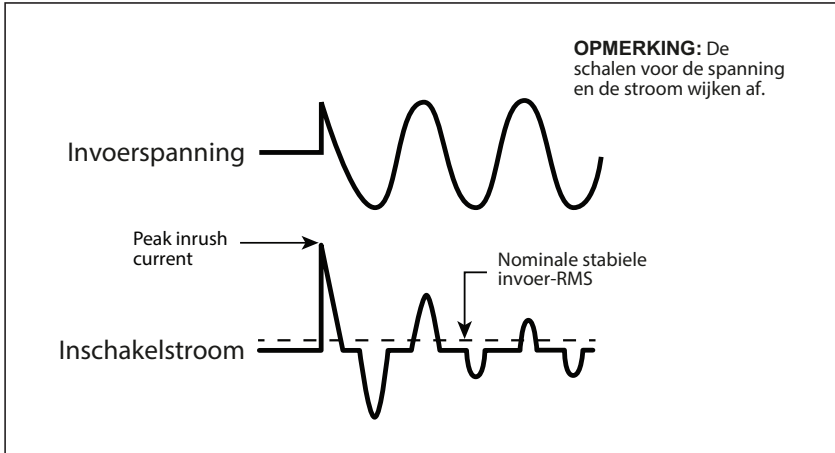 OPMERKING: De
schalen voor de spanning
en de stroom wijken af.
Invoerspanning
Peak inrush
current
Nominale stabiele
invoer-RMS
Inschakelstroom